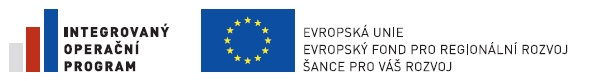 INTEGROVANÝ
OPERAČNÍ
PROGRAM
EVROPSKÁ UNIE
EVROPSKÝ FOND PRO REGIONÁLNÍ ROZVOJ
ŠANCE PRO VÁŠ ROZVOJ